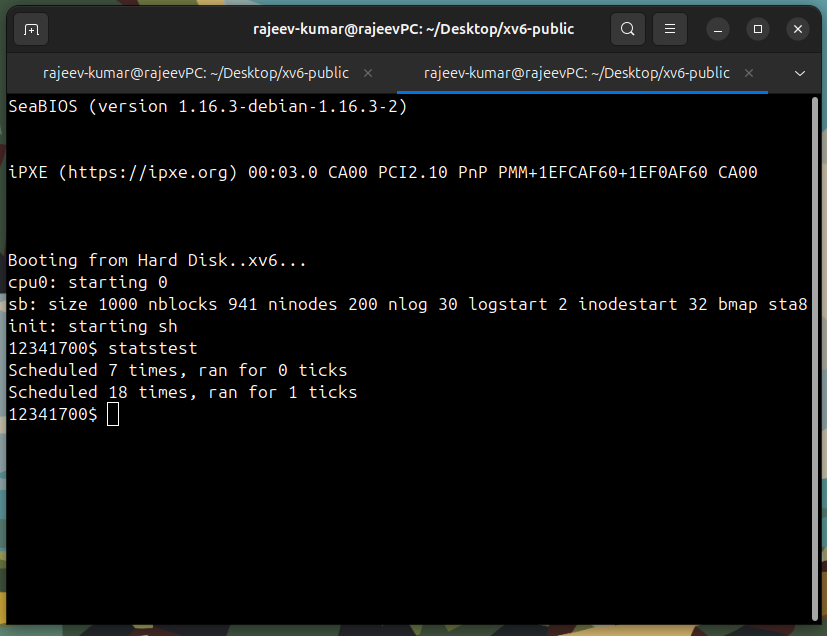 rajeev-kumar@rajeevPC: ~/Desktop/xv6-public
rajeev-kumar@rajeevPC: ~/Desktop/xv6-public
rajeev-kumar@rajeevPC: ~/Desktop/xv6-public
SeaBIOS (version 1.16.3-debian-1.16.3-2)
iPXE (https://ipxe.org) 00:03.0 CA00 PCI2.10 PnP PMM+1EFCAF60+1EF0AF60 CA00
Booting from Hard Disk..xv6...
cpu0: starting 0
sb: size 1000 nblocks 941 ninodes 200 nlog 30 logstart 2 inodestart 32 bmap sta8
init: starting sh
12341700$ statstest
Scheduled 7 times, ran for 0 ticks
Scheduled 18 times, ran for 1 ticks
12341700$